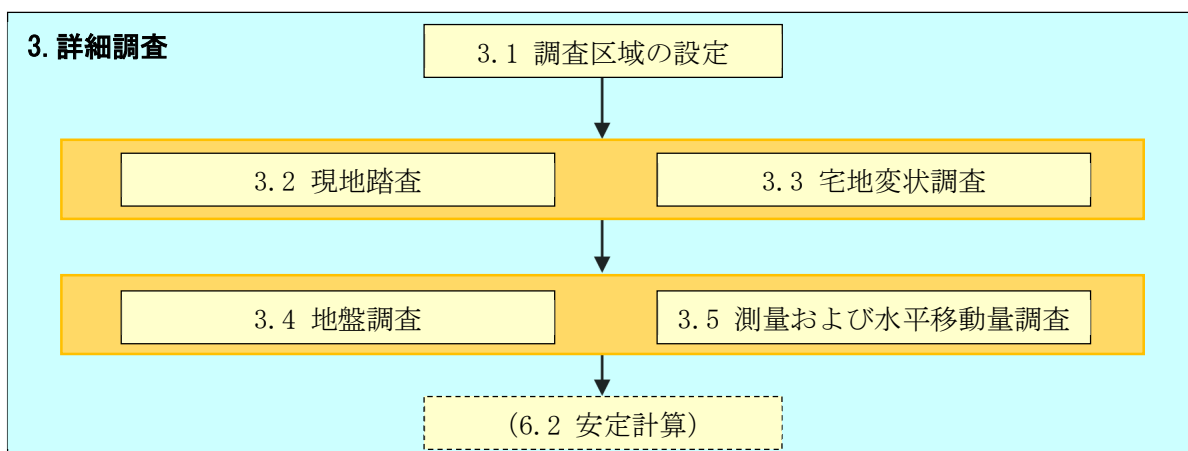 3.詳細調査
3.1 調査区域の設定
3.2 現地踏査
3.3 宅地変状調査
3.4 地盤調査
3.5 測量および水平移動量調査
(6.2 安定計算)